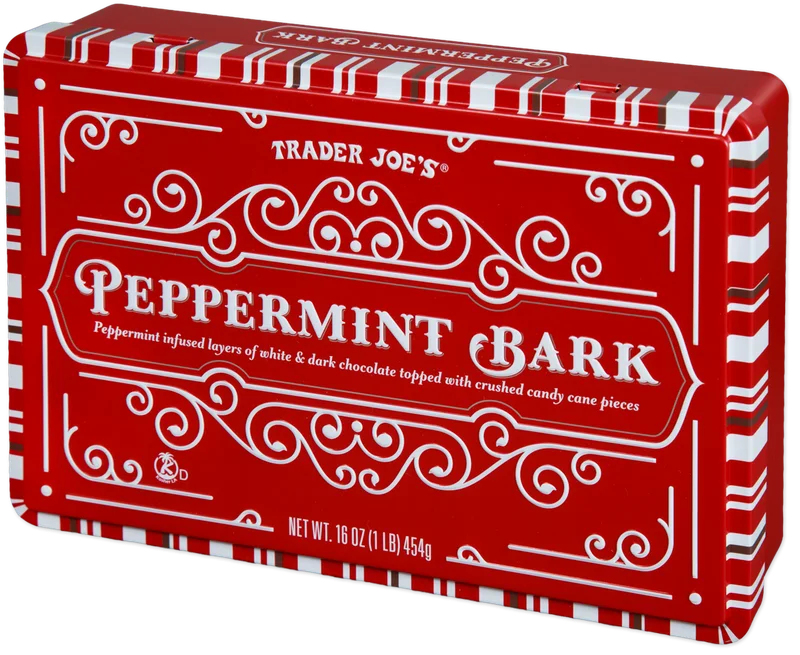 PEPPERMINT BARK
PEPPERMINT
TRADER JOE'S®
PEPPERMINT BARK
Peppermint infused layers of white & dark chocolate topped with crushed candy cane pieces
K D
NET WT. 16 OZ (1 LB) 454g